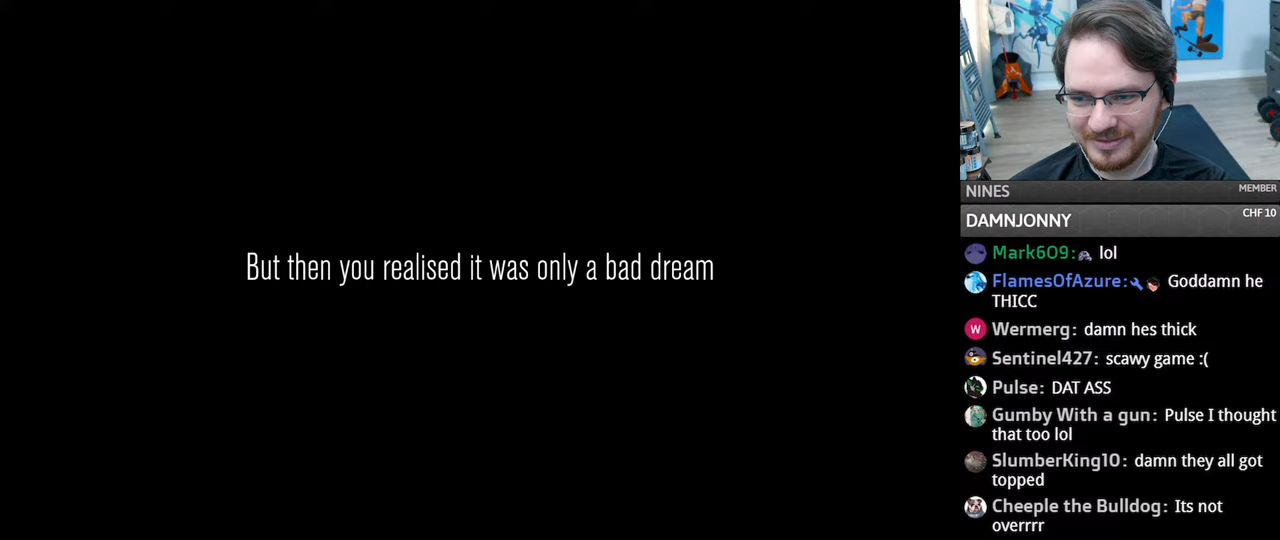 But then you realised it was only a bad dream
NINES
MEMBER
DAMNJONNY
CHF 10
Mark609: lol
FlamesOfAzure: Goddamn he
THICC
W
Wermerg: damn hes thick
Sentinel427: scawy game :(
Pulse: DAT ASS
Gumby With a gun: Pulse I thought
that too lol
SlumberKing10: damn they all got
topped
Cheeple the Bulldog: Its not
overrrr